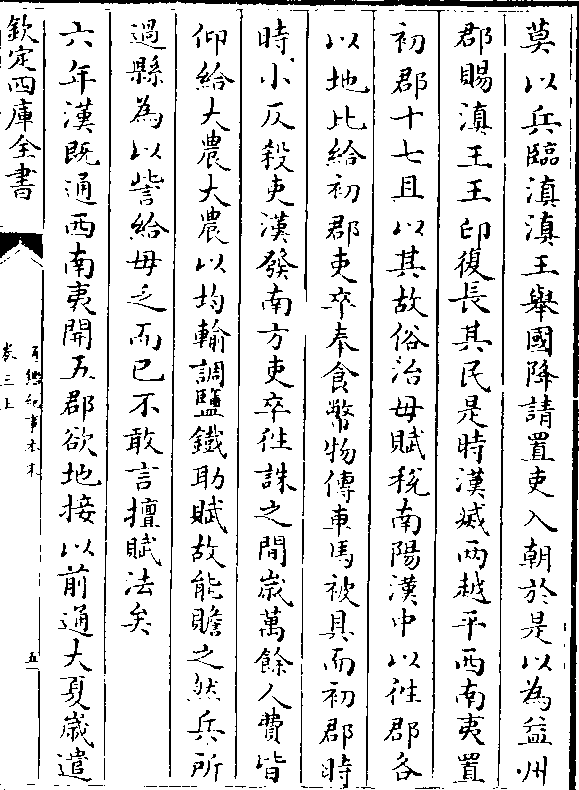 莫以兵臨滇滇王舉國降請置吏入朝於是以為益州
郡賜滇王王印復長其民是時漢滅两越平西南夷置
初郡十七且以其故俗治毋賦稅南陽漢中以徃郡各
以地比給初郡吏卒奉食幣物傳車馬被具而初郡時
時小反殺吏漢發南方吏卒徃誅之間歲萬餘人費皆
仰給大農大農以均輸調鹽鐵助賦故能贍之然兵所
過縣為以訾給毋乏而已不敢言擅賦法矣
六年漢既通西南夷開五郡欲地接以前通大夏歲遣
欽定四庫全書
通鑑紀事本末
卷三上
五